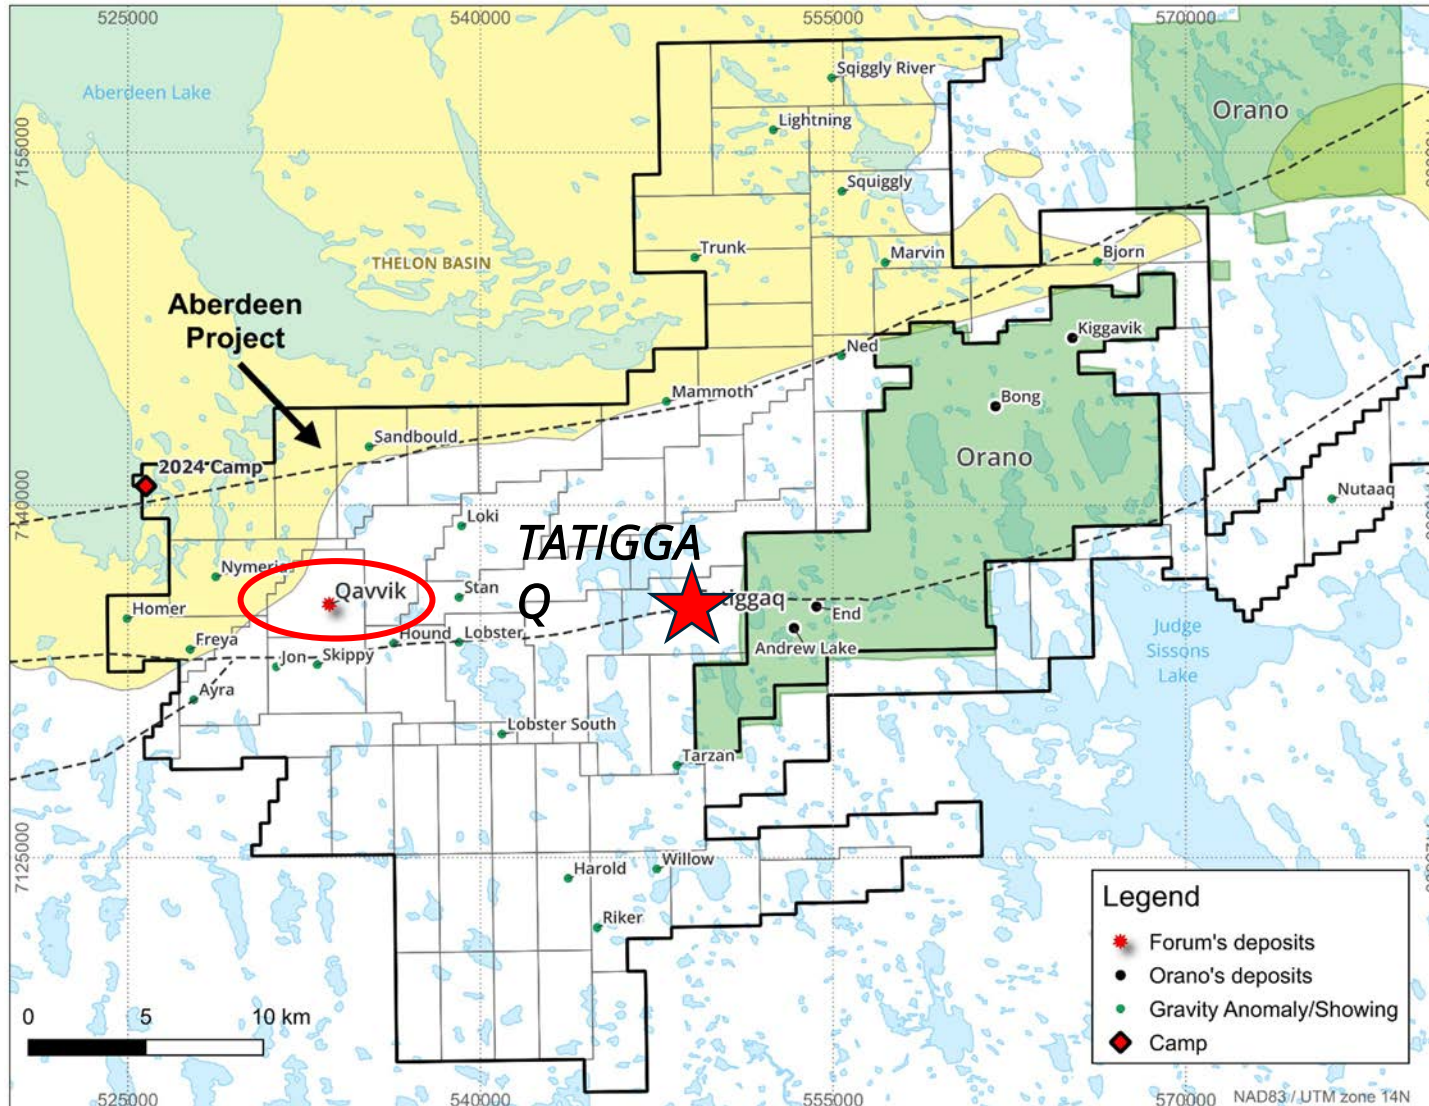 525000
540000
555000
570000
Sqiggly River
Aberdeen Lake
Orano
Lightning
7155000
Squiggly
Trunk
Marvin
Bjorn
THELON BASIN
Aberdeen
Project
Kiggavik
Ned
Mammoth
Bong
Sandbould
Orano
2024 Camp
Nutaaq
7140000
Loki
TATIGGA
Q
Nymeria
Qavvik
Stan
tiggaq
End
Homer
Hound
Lobster
Freya
Andrew Lake
Judge
Sissons
Lake
Jon
Skippy
Ayra
Lobster South
Tarzan
7125000
Harold
Willow
Riker
Legend
Forum's deposits
Orano's deposits
Gravity Anomaly/Showing
Camp
0 5 10 km
525000
540000
555000
570000
NAD83 / UTM zone 14N